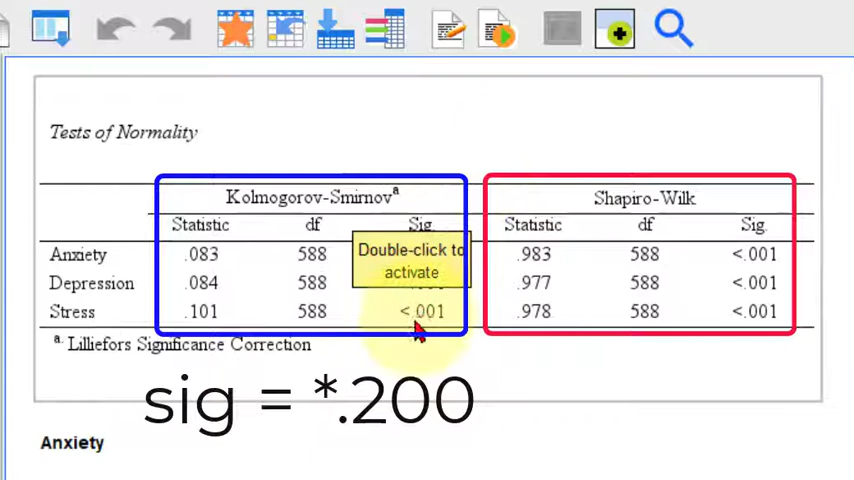 Tests of Normality
Kolmogorov-Smirnov^a Shapiro-Wilk
Statistic df Sig. Statistic df Sig.
Anxiety .083 588 .983 588 <.001
Depression .084 588 .977 588 <.001
Stress .101 588 <.001 .978 588 <.001
Double-click to
activate
a. Lilliefors Significance Correction
sig = *.200
Anxiety